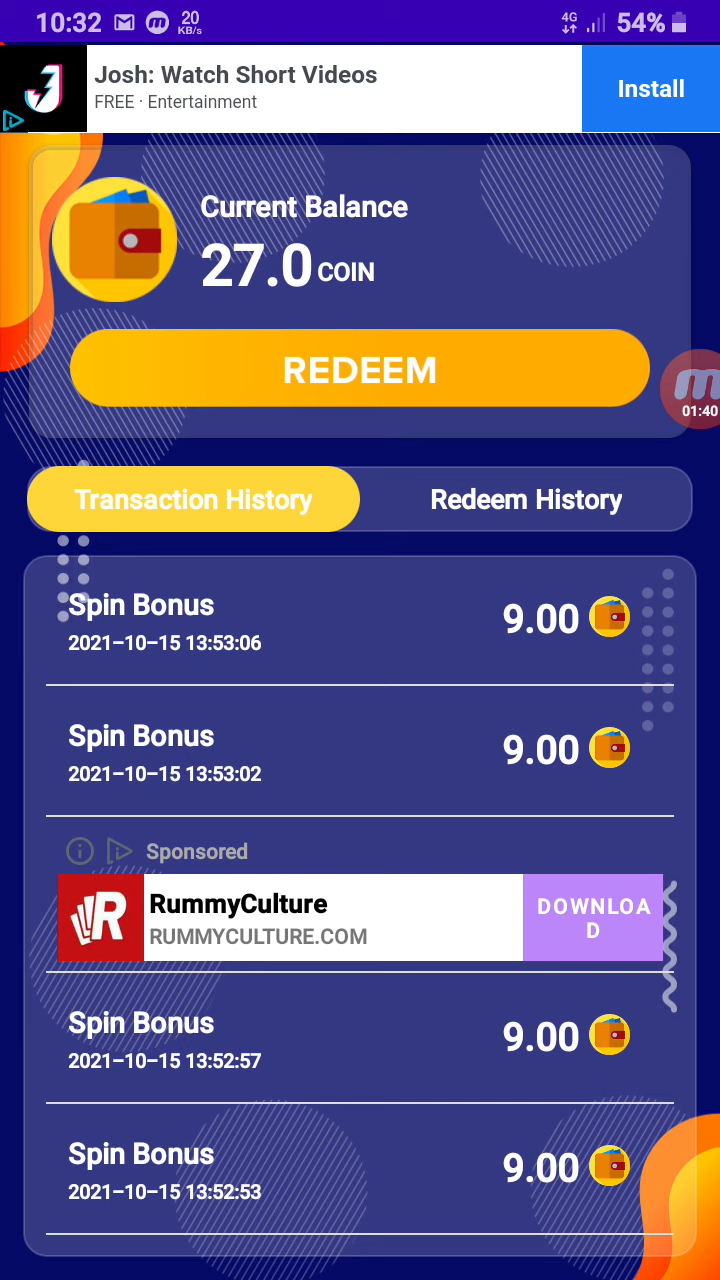 10:32
20
KB/s
4G
54%
Josh: Watch Short Videos
FREE · Entertainment
Install
Current Balance
27.0 COIN
REDEEM
01:40
Transaction History
Redeem History
Spin Bonus
9.00
2021-10-15 13:53:06
Spin Bonus
9.00
2021-10-15 13:53:02
Sponsored
RummyCulture
RUMMYCULTURE.COM
DOWNLOA
D
Spin Bonus
9.00
2021-10-15 13:52:57
Spin Bonus
9.00
2021-10-15 13:52:53